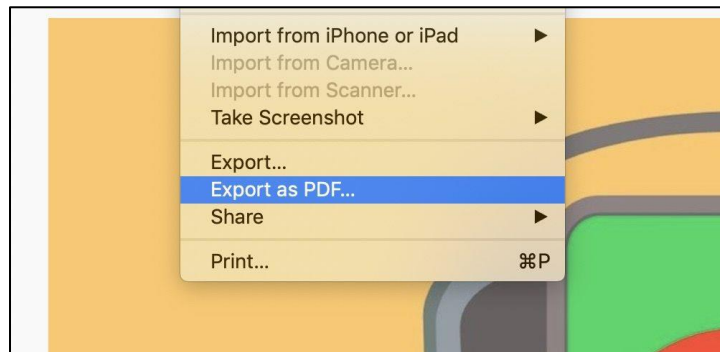 Import from iPhone or iPad ▶
Import from Camera...
Import from Scanner...
Take Screenshot ▶
Export...
Export as PDF...
Share ▶
Print... ⌘P